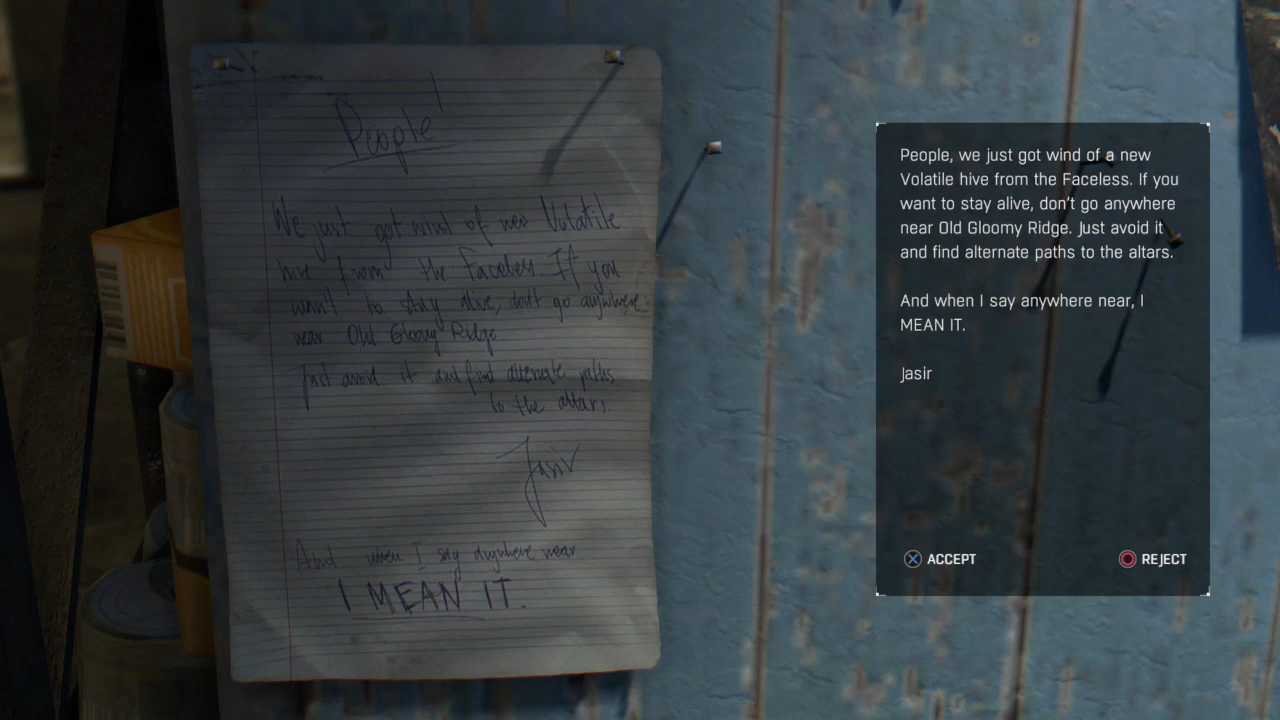 People!
We just got wind of new Volatile
hive from the Faceless. If you
want to stay alive, don't go anywhere
near Old Gloomy Ridge
Just avoid it and find alternate paths
to the altars.
Jasir
And when I say anywhere near
I MEAN IT.
People, we just got wind of a new
Volatile hive from the Faceless. If you
want to stay alive, don't go anywhere
near Old Gloomy Ridge. Just avoid it
and find alternate paths to the altars.
And when I say anywhere near, I
MEAN IT.
Jasir
ACCEPT
REJECT